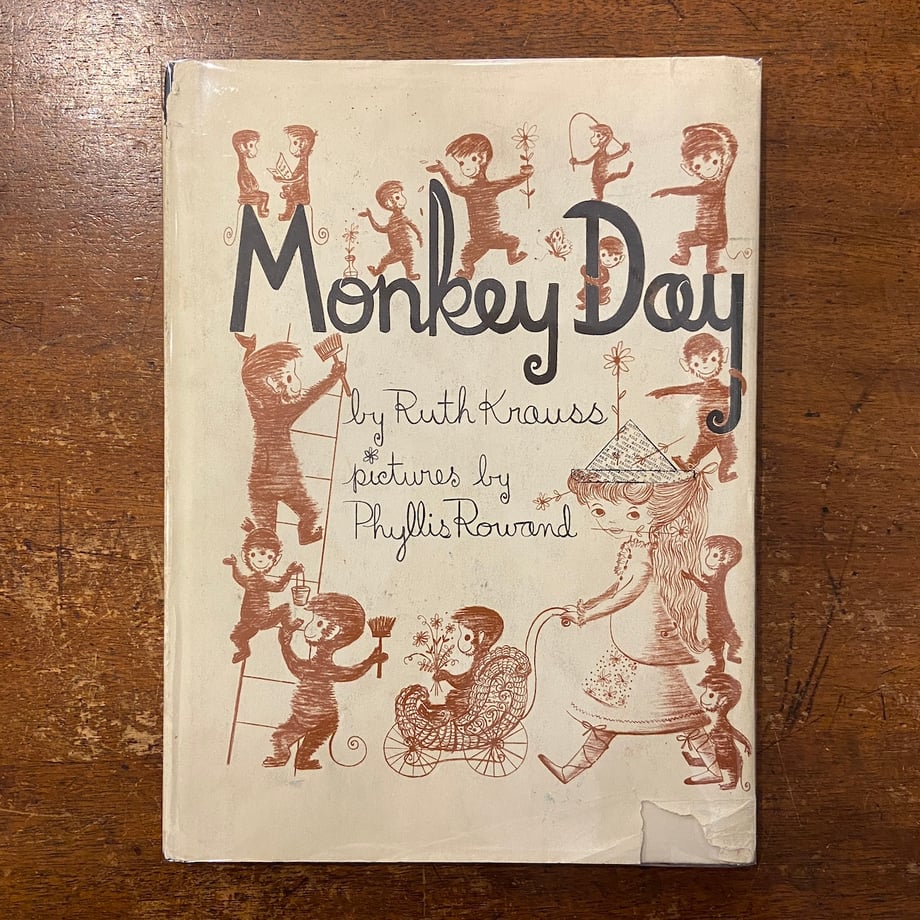 Monkey Day
by Ruth Krauss
pictures by
Phyllis Rowand